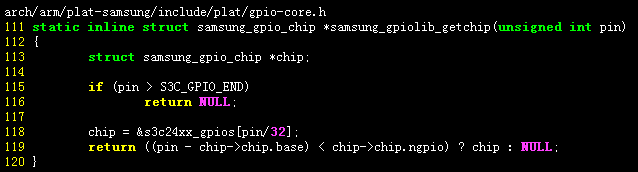 arch/arm/plat-samsung/include/plat/gpio-core.h
111 static inline struct samsung_gpio_chip *samsung_gpiolib_getchip(unsigned int pin)
112 {
113         struct samsung_gpio_chip *chip;
114
115         if (pin > S3C_GPIO_END)
116                 return NULL;
117
118         chip = &s3c24xx_gpios[pin/32];
119         return ((pin - chip->chip.base) < chip->chip.ngpio) ? chip : NULL;
120 }